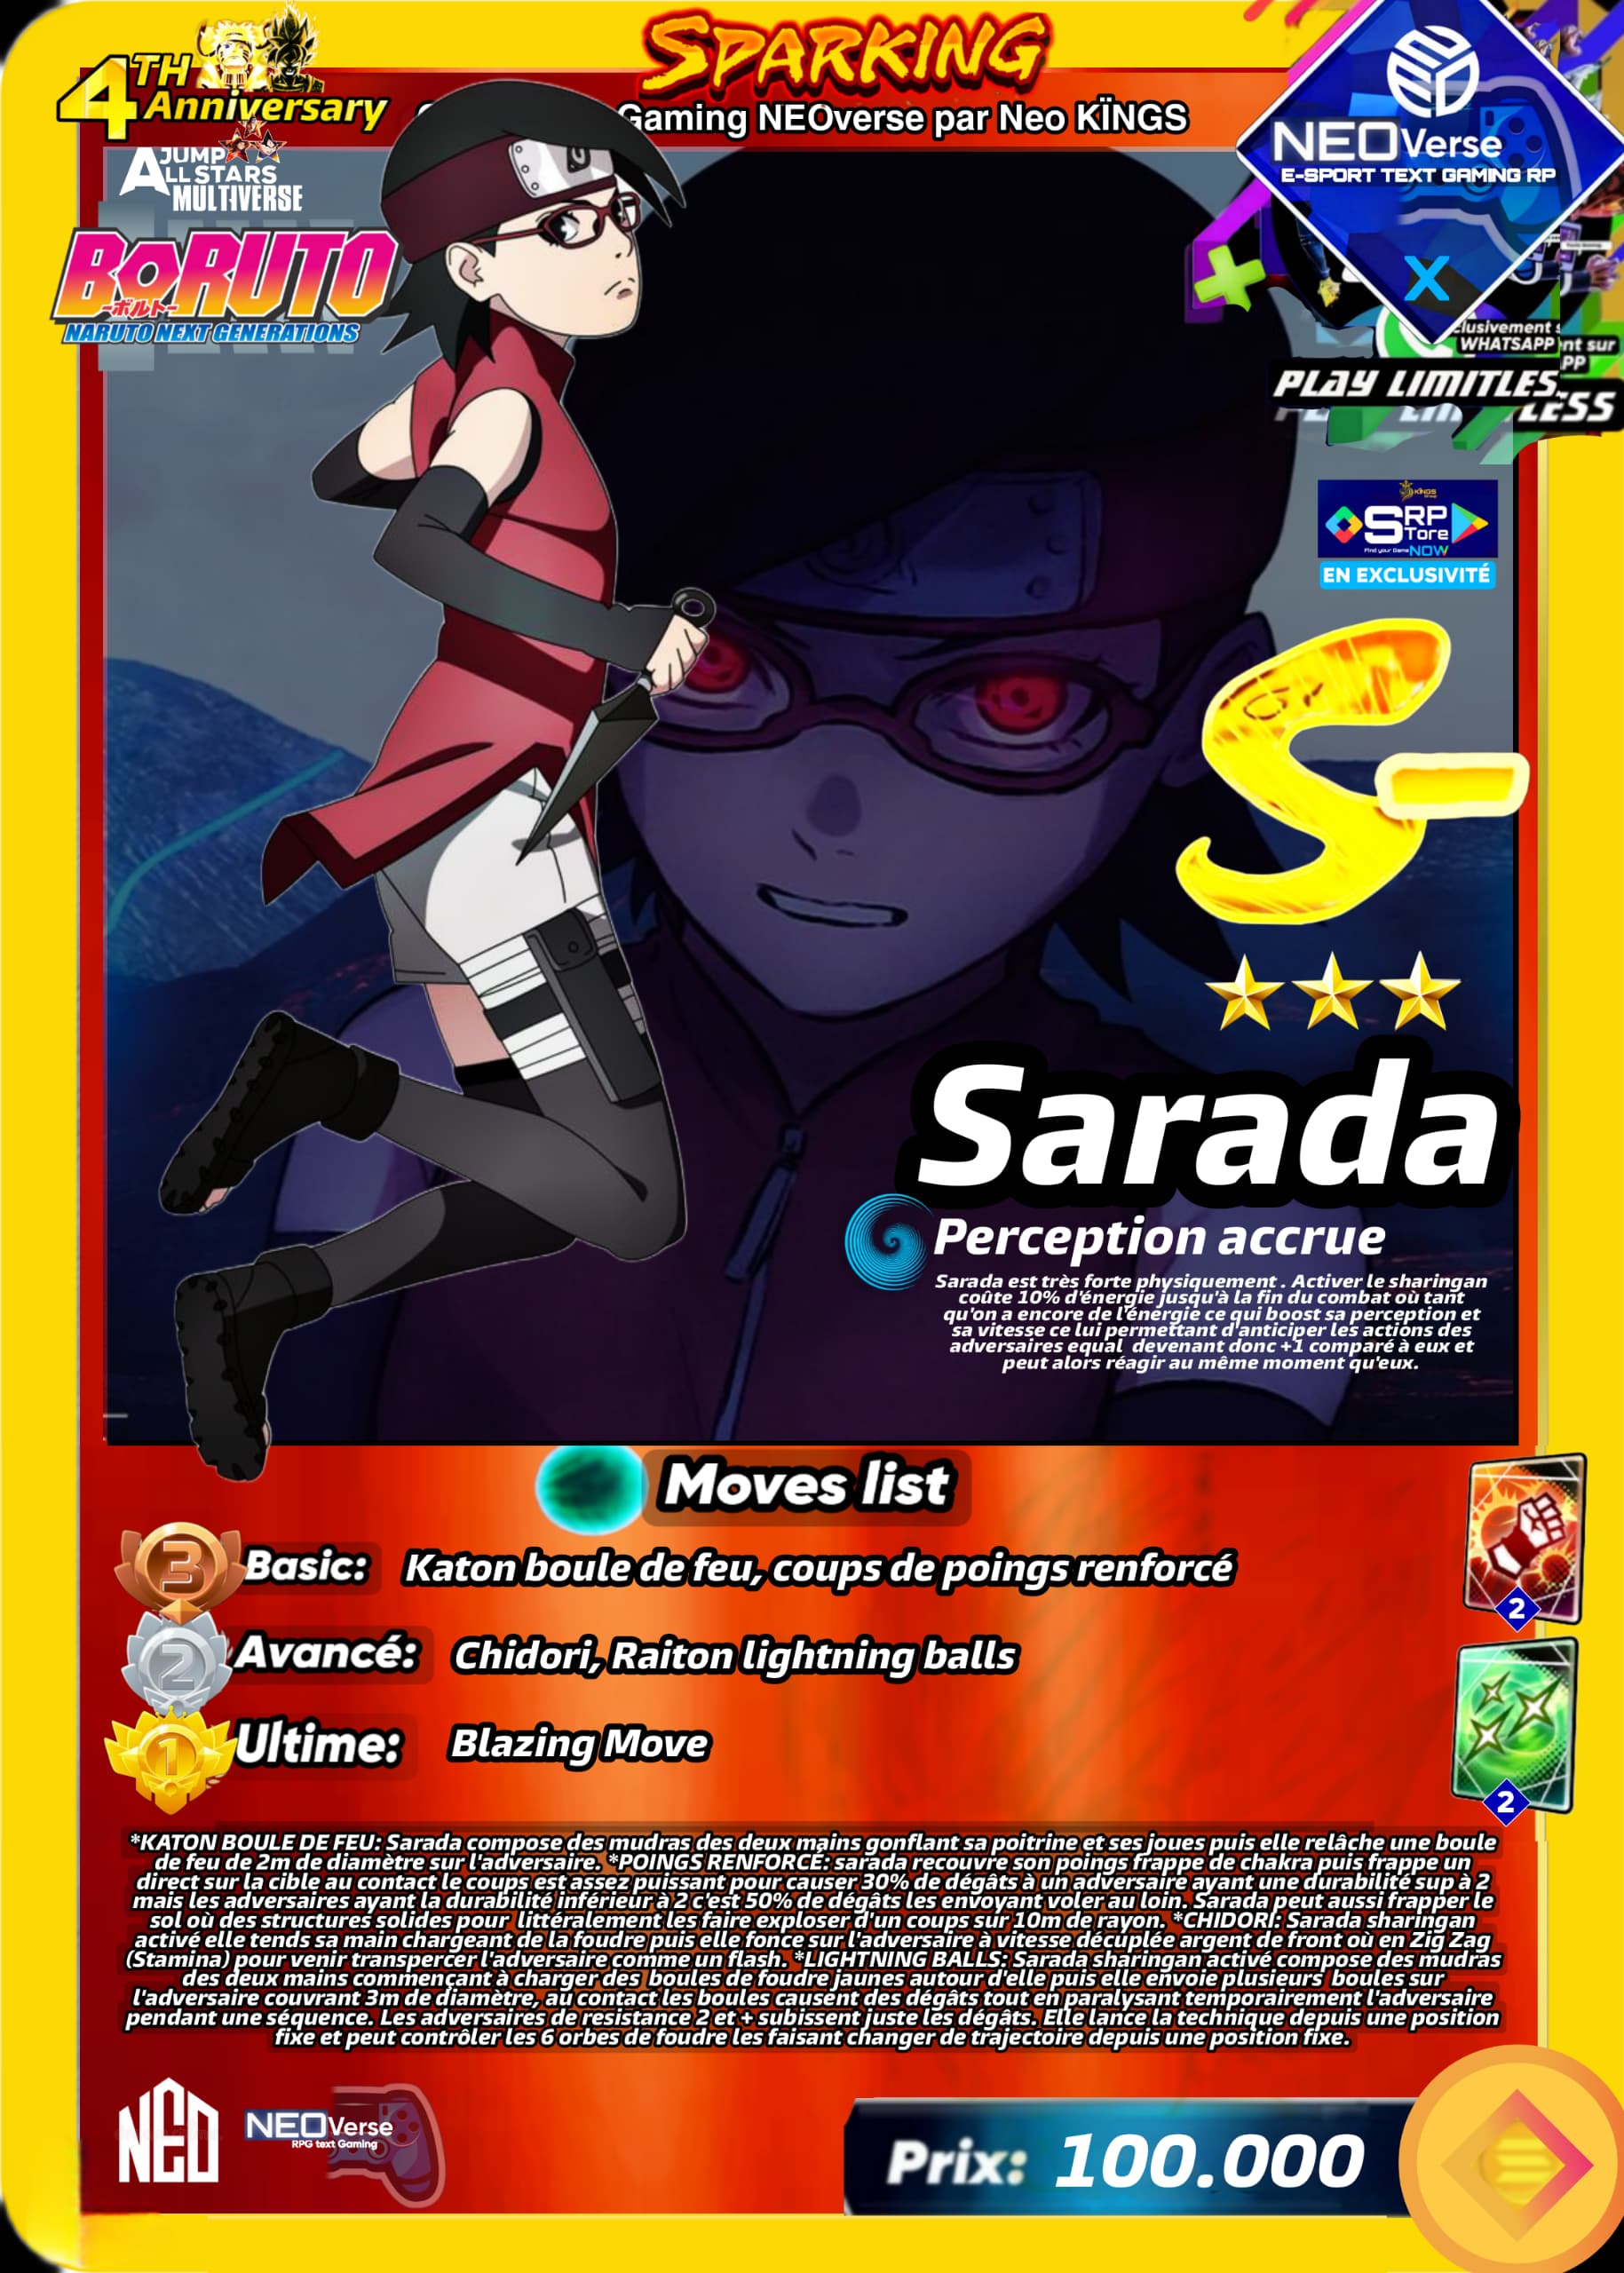 4TH
Anniversary
SPARKING
Gaming NEOverse par Neo KÏNGS
JUMP
ALL STARS
MULTIVERSE
BORUTO
-ボルト-
NARUTO NEXT GENERATIONS
NEOVerse
E-SPORT TEXT GAMING RP
X
WHATSAPP
nt sur
PP
PLAY LIMITLES
LESS
KINGS
SRP
Tore
Find your Game NOW
EN EXCLUSIVITÉ
S-
Sarada
Perception accrue
Sarada est très forte physiquement . Activer le sharingan
coûte 10% d'énergie jusqu'à la fin du combat où tant
qu'on a encore de l'énergie ce qui boost sa perception et
sa vitesse ce lui permettant d'anticiper les actions des
adversaires equal devenant donc +1 comparé à eux et
peut alors réagir au même moment qu'eux.
Moves list
3 Basic: Katon boule de feu, coups de poings renforcé
2
2 Avancé: Chidori, Raiton lightning balls
1 Ultime: Blazing Move
2
*KATON BOULE DE FEU: Sarada compose des mudras des deux mains gonflant sa poitrine et ses joues puis elle relâche une boule
de feu de 2m de diamètre sur l'adversaire. *POINGS RENFORCÉ: sarada recouvre son poings frappe de chakra puis frappe un
direct sur la cible au contact le coups est assez puissant pour causer 30% de dégâts à un adversaire ayant une durabilité sup à 2
mais les adversaires ayant la durabilité inférieur à 2 c'est 50% de dégâts les envoyant voler au loin. Sarada peut aussi frapper le
sol où des structures solides pour littéralement les faire exploser d'un coups sur 10m de rayon. *CHIDORI: Sarada sharingan
activé elle tends sa main chargeant de la foudre puis elle fonce sur l'adversaire à vitesse décuplée argent de front où en Zig Zag
(Stamina) pour venir transpercer l'adversaire comme un flash. *LIGHTNING BALLS: Sarada sharingan activé compose des mudras
des deux mains commençant à charger des boules de foudre jaunes autour d'elle puis elle envoie plusieurs boules sur
l'adversaire couvrant 3m de diamètre, au contact les boules causent des dégâts tout en paralysant temporairement l'adversaire
pendant une séquence. Les adversaires de resistance 2 et + subissent juste les dégâts. Elle lance la technique depuis une position
fixe et peut contrôler les 6 orbes de foudre les faisant changer de trajectoire depuis une position fixe.
NEO
NEOVerse
RPG text Gaming
Prix: 100.000